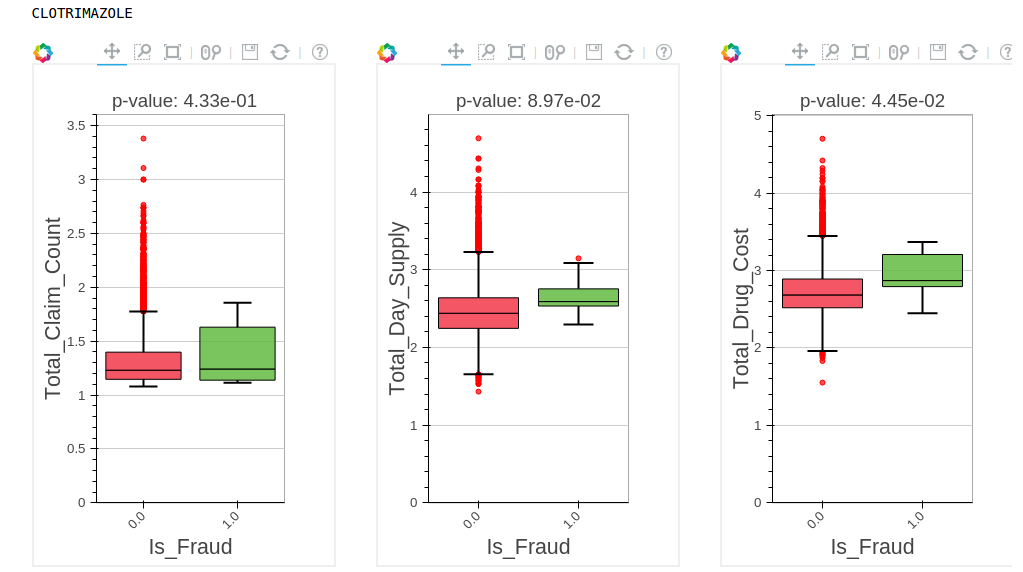 CLOTRIMAZOLE
p-value: 4.33e-01
Total_Claim_Count
3.5
3
2.5
2
1.5
1
0.5
0
0.0
1.0
Is_Fraud
p-value: 8.97e-02
Total_Day_Supply
4
3
2
1
0
0.0
1.0
Is_Fraud
p-value: 4.45e-02
Total_Drug_Cost
5
4
3
2
1
0
0.0
1.0
Is_Fraud